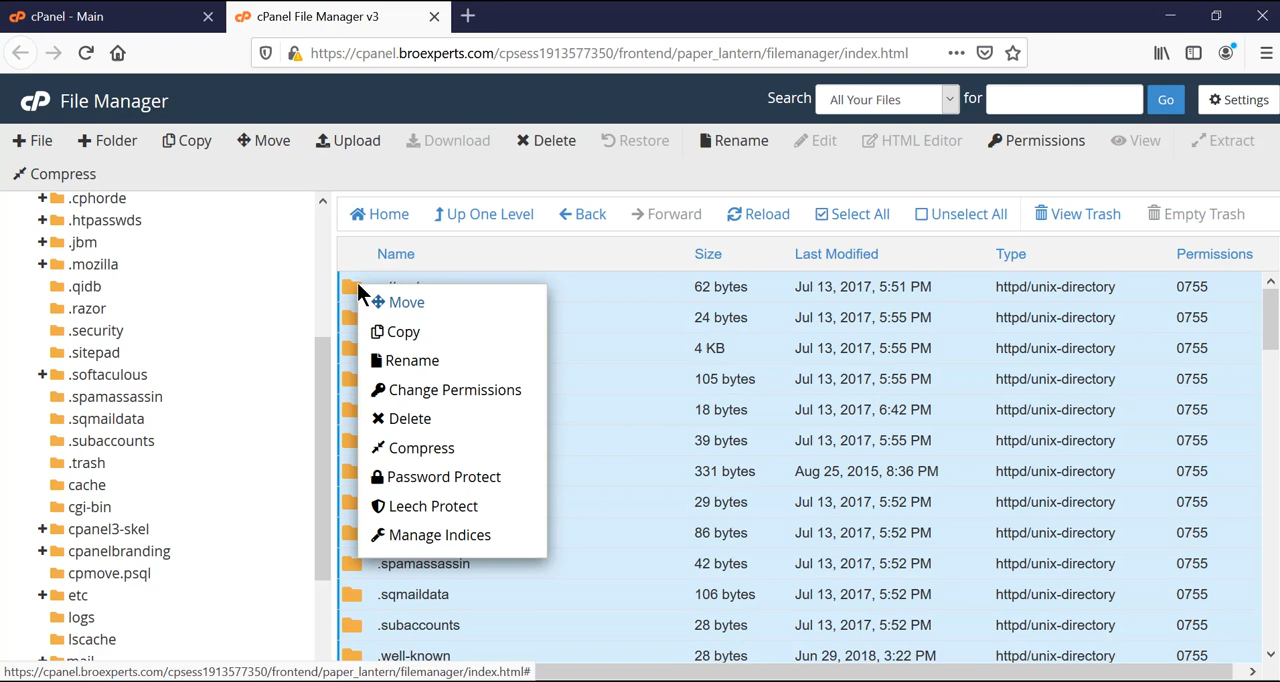 cPanel - Main
cPanel File Manager v3
https://cpanel.broexperts.com/cpsess1913577350/frontend/paper_lantern/filemanager/index.html
cP File Manager
Search All Your Files for Go Settings
File Folder Copy Move Upload Download Delete Restore Rename Edit HTML Editor Permissions View Extract
Compress
.cphorde
.htpasswds
.jbm
.mozilla
.qidb
.razor
.security
.sitepad
.softaculous
.spamassassin
.sqmaildata
.subaccounts
.trash
cache
cgi-bin
cpanel3-skel
cpanelbranding
cpmove.psql
etc
logs
lscache
Home Up One Level Back Forward Reload Select All Unselect All View Trash Empty Trash
Name Size Last Modified Type Permissions
62 bytes Jul 13, 2017, 5:51 PM httpd/unix-directory 0755
24 bytes Jul 13, 2017, 5:55 PM httpd/unix-directory 0755
4 KB Jul 13, 2017, 5:55 PM httpd/unix-directory 0755
105 bytes Jul 13, 2017, 5:55 PM httpd/unix-directory 0755
18 bytes Jul 13, 2017, 6:42 PM httpd/unix-directory 0755
39 bytes Jul 13, 2017, 5:55 PM httpd/unix-directory 0755
331 bytes Aug 25, 2015, 8:36 PM httpd/unix-directory 0755
29 bytes Jul 13, 2017, 5:52 PM httpd/unix-directory 0755
86 bytes Jul 13, 2017, 5:52 PM httpd/unix-directory 0755
.spamassassin 42 bytes Jul 13, 2017, 5:52 PM httpd/unix-directory 0755
.sqmaildata 106 bytes Jul 13, 2017, 5:52 PM httpd/unix-directory 0755
.subaccounts 28 bytes Jul 13, 2017, 5:52 PM httpd/unix-directory 0755
.well-known 28 bytes Jun 29, 2018, 3:22 PM httpd/unix-directory 0755
Move
Copy
Rename
Change Permissions
Delete
Compress
Password Protect
Leech Protect
Manage Indices
https://cpanel.broexperts.com/cpsess1913577350/frontend/paper_lantern/filemanager/index.html#